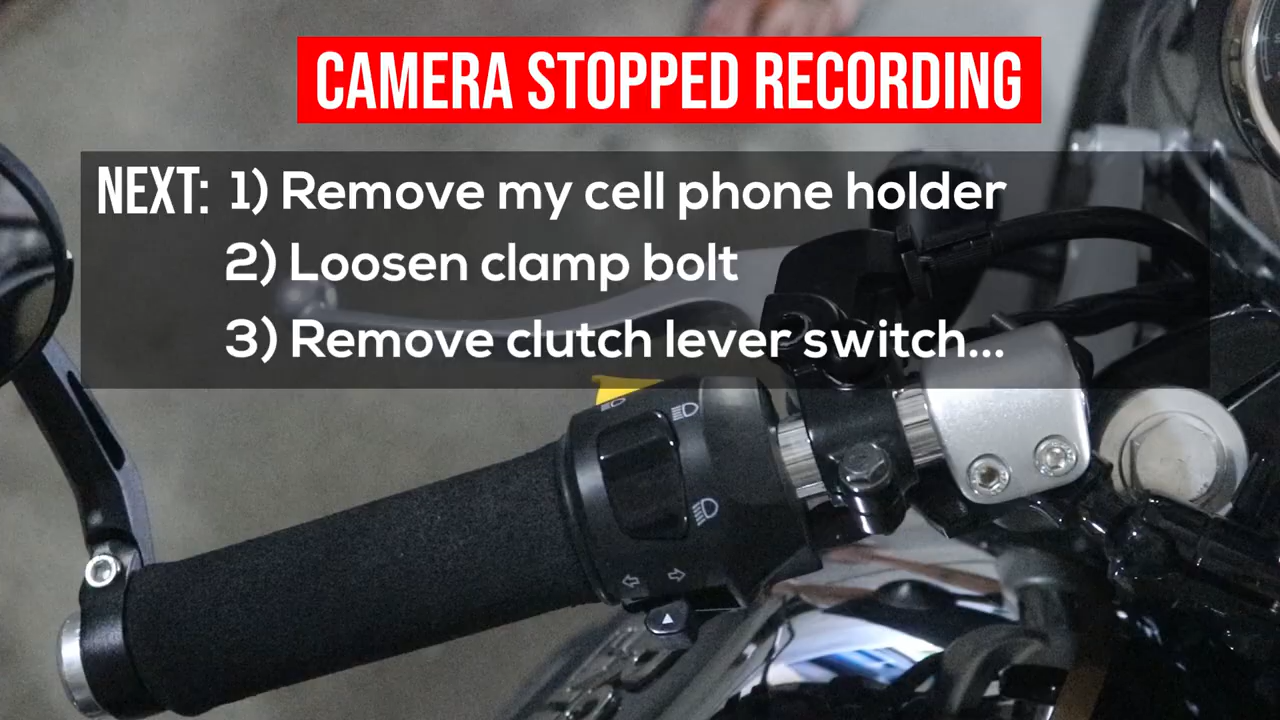 CAMERA STOPPED RECORDING
NEXT: 1) Remove my cell phone holder
2) Loosen clamp bolt
3) Remove clutch lever switch...